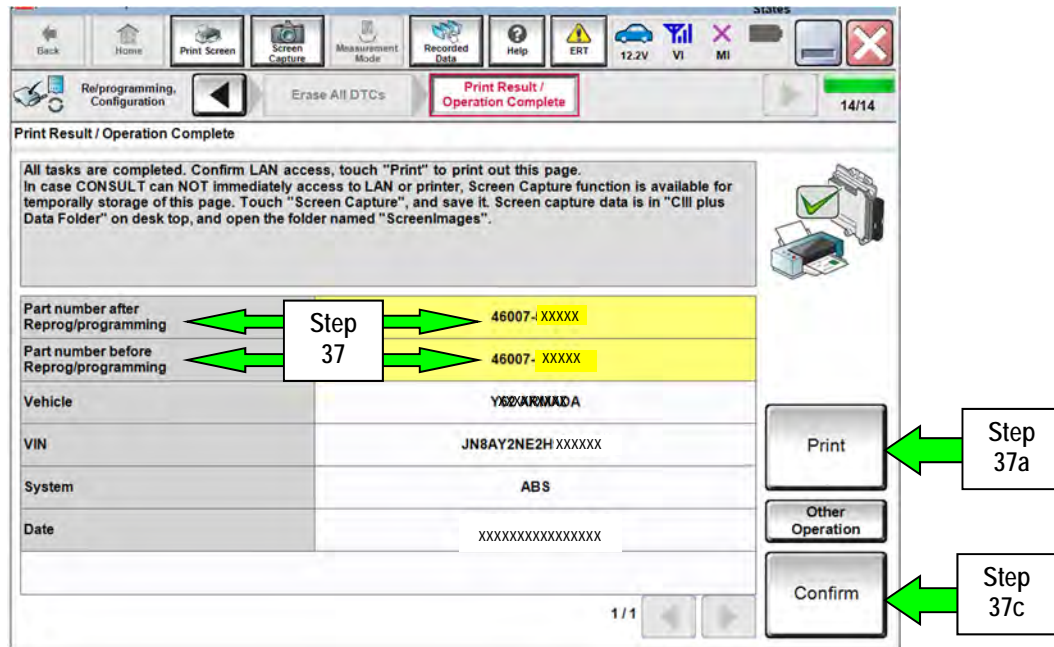 States
Back
Home
Print Screen
Screen Capture
Measurement Mode
Recorded Data
Help
ERT
12.2V
VI
MI
Re/programming, Configuration
Erase All DTCs
Print Result / Operation Complete
14/14
Print Result / Operation Complete
All tasks are completed. Confirm LAN access, touch "Print" to print out this page.
In case CONSULT can NOT immediately access to LAN or printer, Screen Capture function is available for
temporally storage of this page. Touch "Screen Capture", and save it. Screen capture data is in "CIII plus
Data Folder" on desk top, and open the folder named "ScreenImages".
Part number after
Reprog/programming
Step
37
46007- XXXXX
Part number before
Reprog/programming
46007- XXXXX
Vehicle
VIN
JN8AY2NE2H XXXXXX
System
ABS
Date
XXXXXXXXXXXXXXXX
1/1
Print
Step
37a
Other
Operation
Confirm
Step
37c